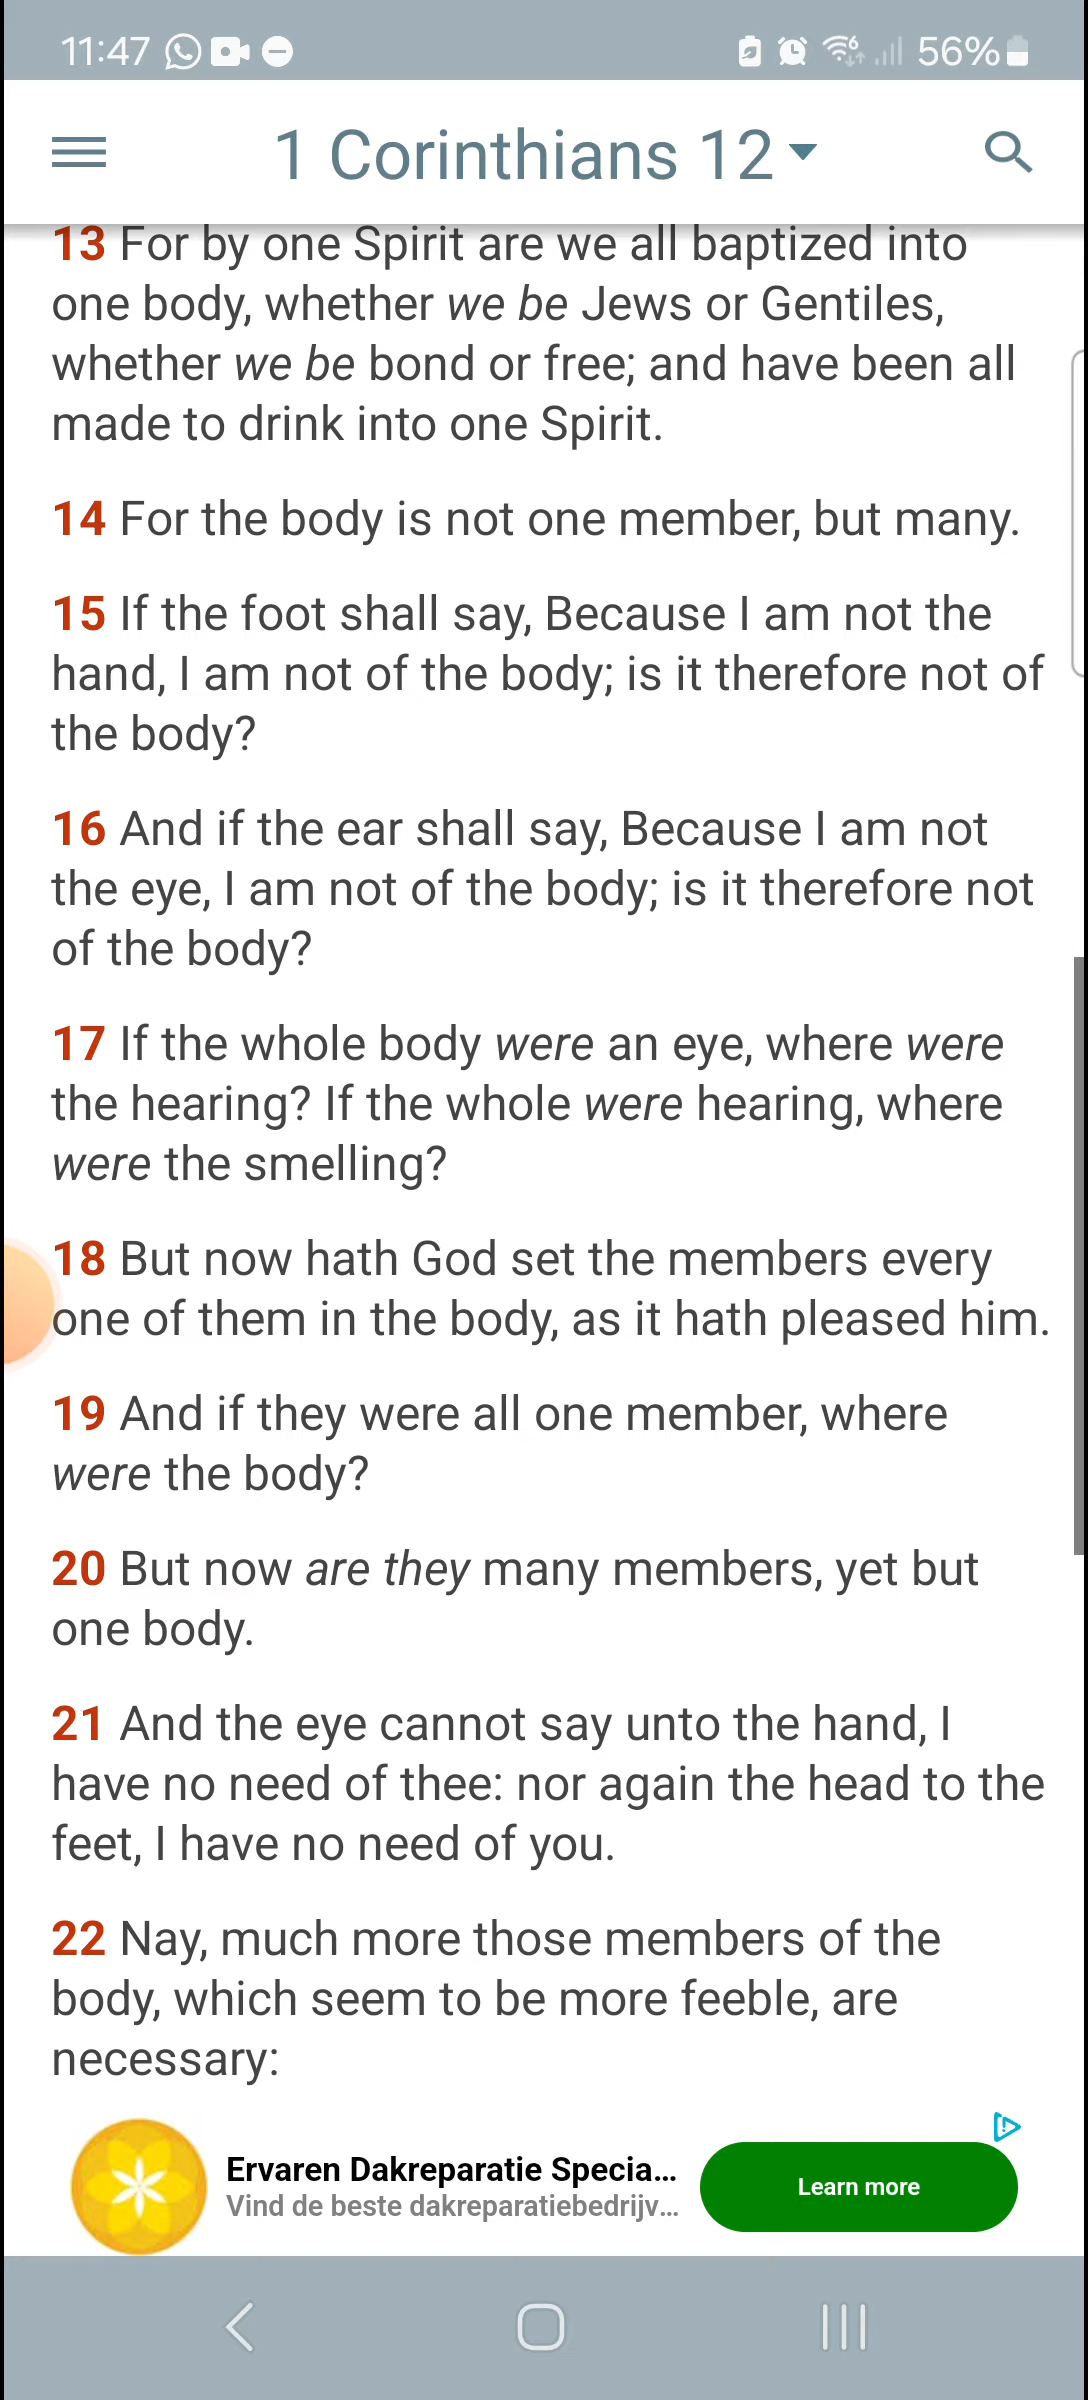 11:47
6
56%
1 Corinthians 12
13 For by one Spirit are we all baptized into
one body, whether we be Jews or Gentiles,
whether we be bond or free; and have been all
made to drink into one Spirit.
14 For the body is not one member, but many.
15 If the foot shall say, Because I am not the
hand, I am not of the body; is it therefore not of
the body?
16 And if the ear shall say, Because I am not
the eye, I am not of the body; is it therefore not
of the body?
17 If the whole body were an eye, where were
the hearing? If the whole were hearing, where
were the smelling?
18 But now hath God set the members every
one of them in the body, as it hath pleased him.
19 And if they were all one member, where
were the body?
20 But now are they many members, yet but
one body.
21 And the eye cannot say unto the hand, I
have no need of thee: nor again the head to the
feet, I have no need of you.
22 Nay, much more those members of the
body, which seem to be more feeble, are
necessary:
Ervaren Dakreparatie Specia...
Vind de beste dakreparatiebedrijv...
Learn more